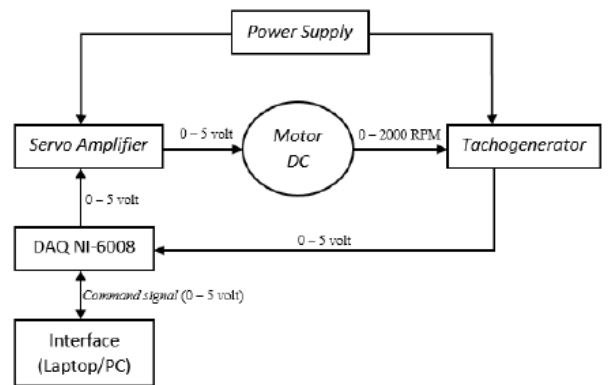 Power Supply
0 – 5 volt
Motor
DC
0 – 2000 RPM
Servo Amplifier
Tachogenerator
0 – 5 volt
0 – 5 volt
DAQ NI-6008
Command signal (0 – 5 volt)
Interface
(Laptop/PC)